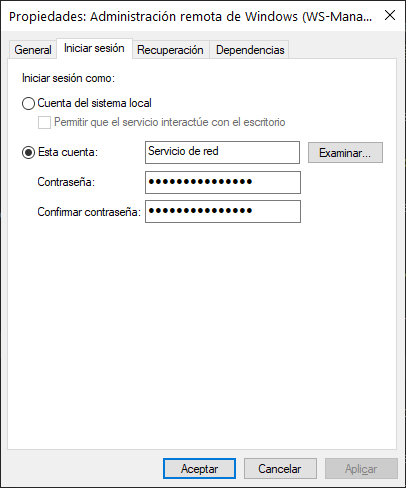 Propiedades: Administración remota de Windows (WS-Mana...
General Iniciar sesión Recuperación Dependencias
Iniciar sesión como:
Cuenta del sistema local
Permitir que el servicio interactúe con el escritorio
Esta cuenta: Servicio de red Examinar...
Contraseña: ●●●●●●●●●●●●●●●
Confirmar contraseña: ●●●●●●●●●●●●●●●
Aceptar Cancelar Aplicar